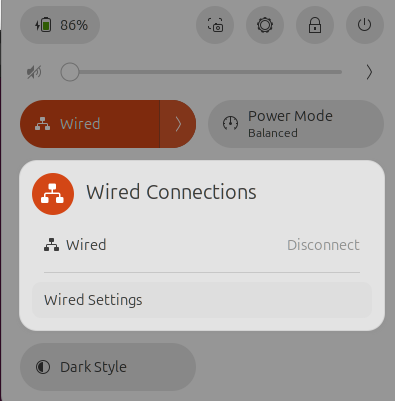 86%
Wired
Power Mode
Balanced
Wired Connections
Wired Disconnect
Wired Settings
Dark Style